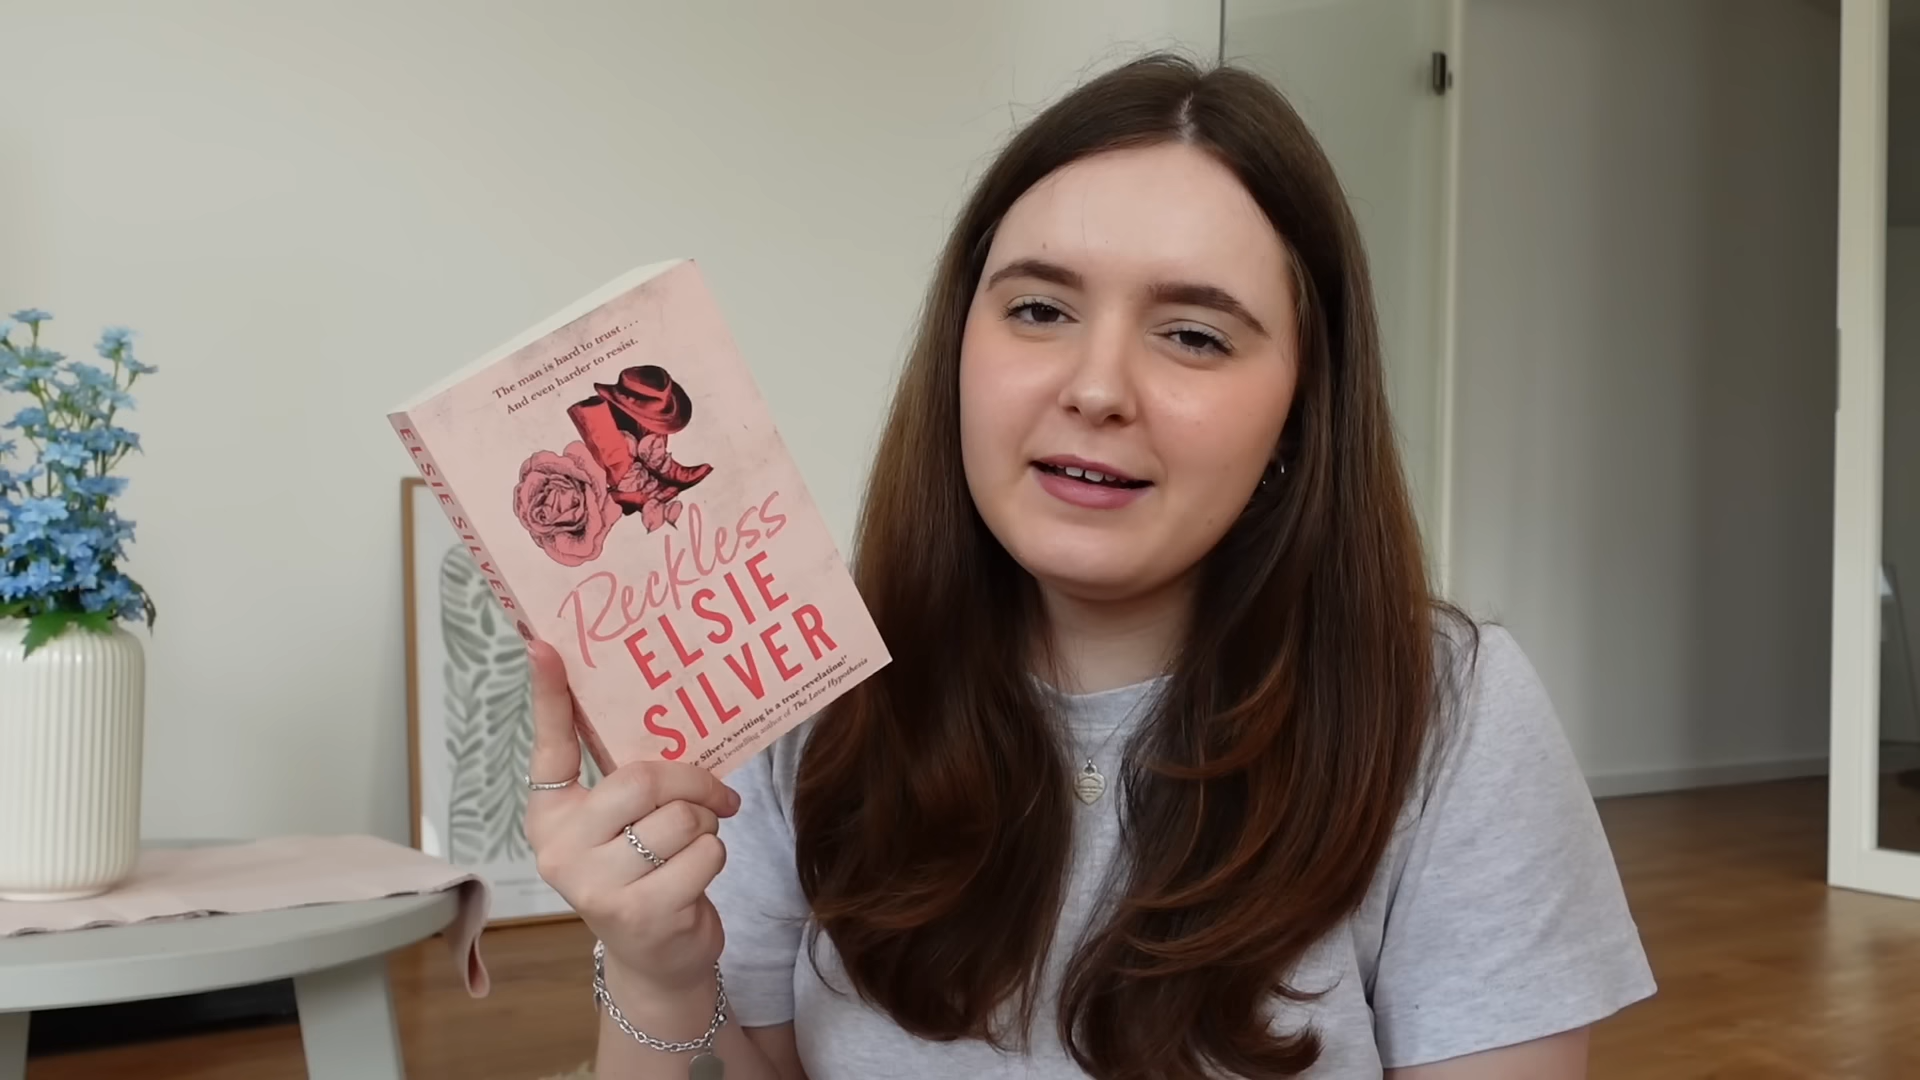 The man is hard to trust . . .
And even harder to resist.
Reckless
ELSIE
SILVER
Silver's writing is a true revelation!'
bestselling author of The Love Hypothesis
ELSIE SILVER